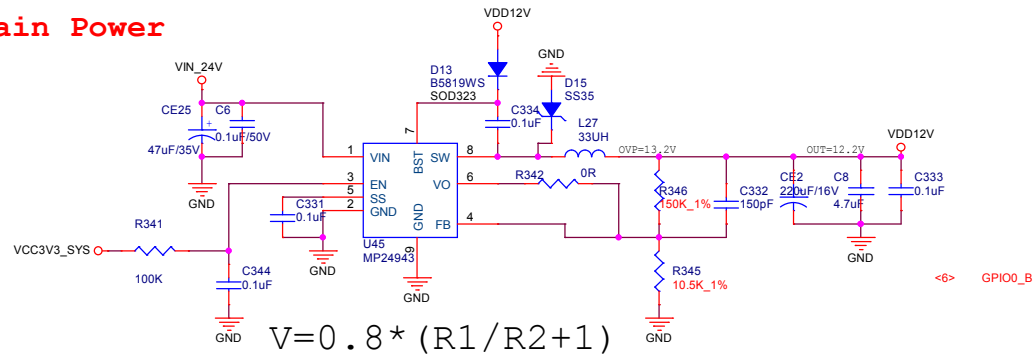 ain Power
VDD12V
GND
VIN_24V
D13
B5819WS
SOD323
D15
SS35
CE25
C6
+
0.1uF/50V
47uF/35V
C334
0.1uF
L27
33UH
VDD12V
7
OVP=13.2V
OUT=12.2V
1
VIN
BST
SW
8
3
EN
VO
6
R342
0R
5
SS
2
GND
GND
FB
4
R346
150K_1%
C332
150pF
CE2
220uF/16V
+
C8
4.7uF
C333
0.1uF
GND
C331
0.1uF
U45
MP24943
9
R341
VCC3V3_SYS
100K
C344
0.1uF
GND
GND
R345
10.5K_1%
GND
<6> GPIO0_B
GND
GND
V=0.8*(R1/R2+1)